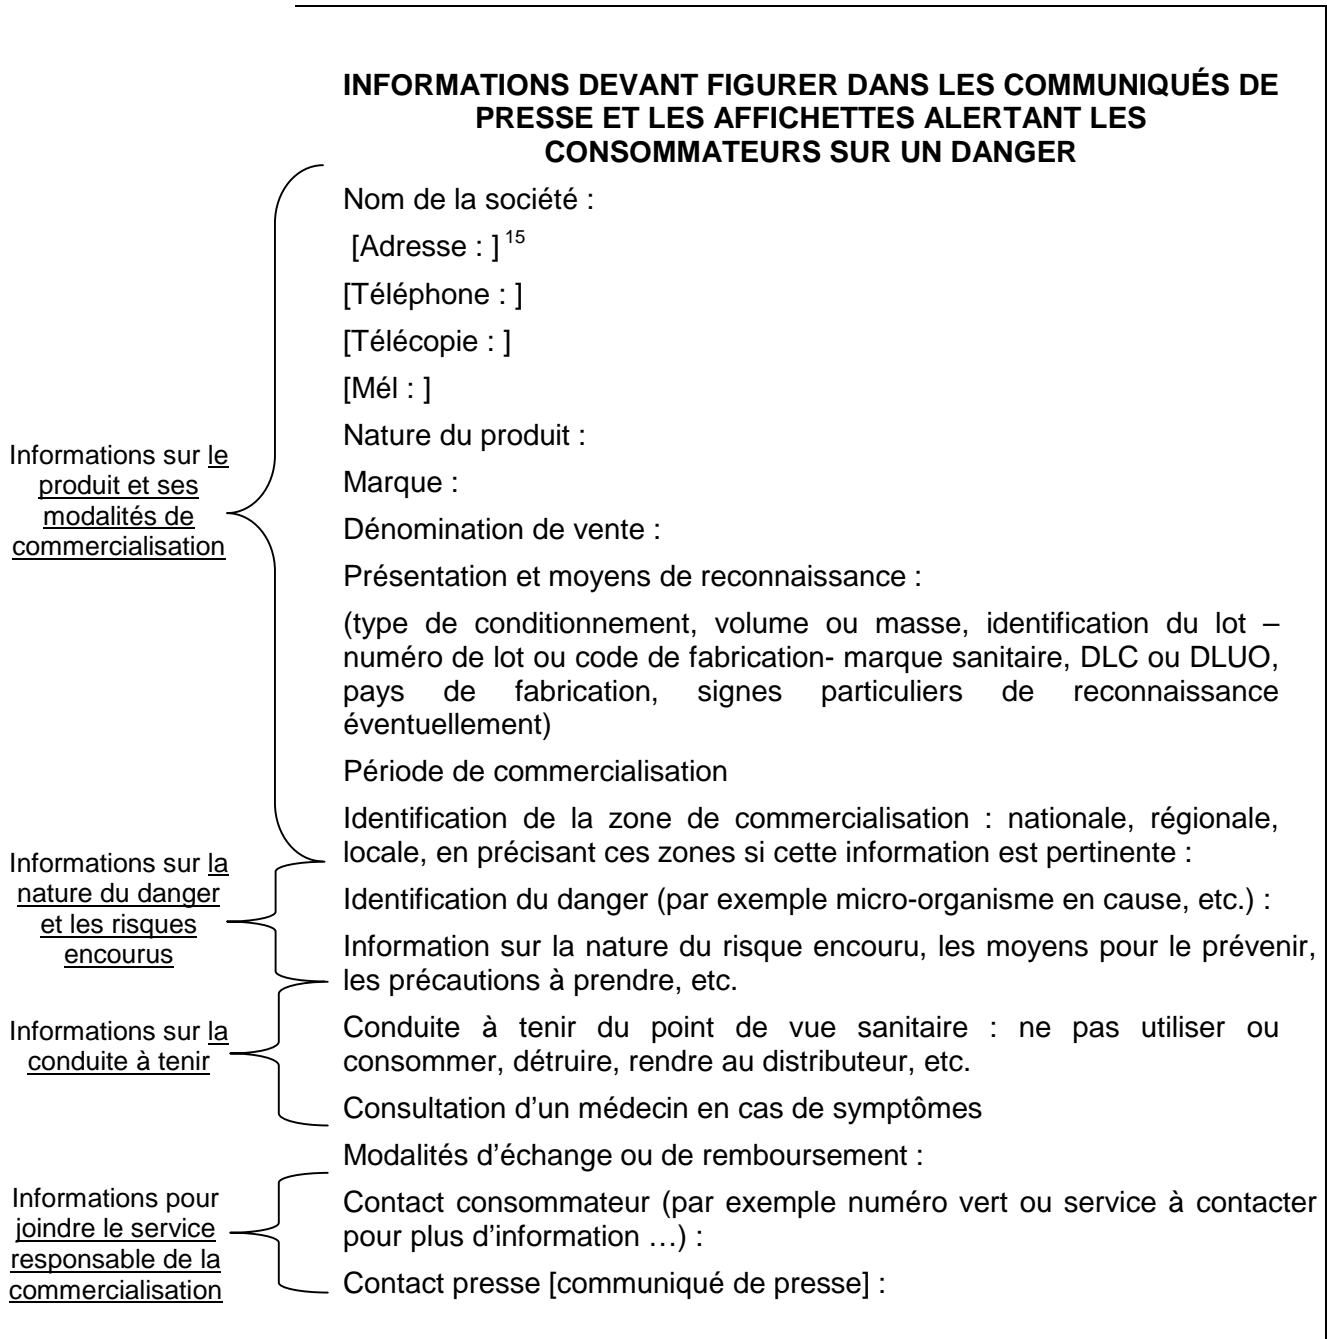 INFORMATIONS DEVANT FIGURER DANS LES COMMUNIQUÉS DE
PRESSE ET LES AFFICHETTES ALERTANT LES
CONSOMMATEURS SUR UN DANGER
Nom de la société :
[Adresse : ] 15
[Téléphone : ]
[Télécopie : ]
[Mél : ]
Nature du produit :
Informations sur le
produit et ses
modalités de
commercialisation
Marque :
Dénomination de vente :
Présentation et moyens de reconnaissance :
(type de conditionnement, volume ou masse, identification du lot –
numéro de lot ou code de fabrication- marque sanitaire, DLC ou DLUO,
pays de fabrication, signes particuliers de reconnaissance
éventuellement)
Période de commercialisation
Identification de la zone de commercialisation : nationale, régionale,
locale, en précisant ces zones si cette information est pertinente :
Informations sur la
nature du danger
et les risques
encourus
Identification du danger (par exemple micro-organisme en cause, etc.) :
Information sur la nature du risque encouru, les moyens pour le prévenir,
les précautions à prendre, etc.
Informations sur la
conduite à tenir
Conduite à tenir du point de vue sanitaire : ne pas utiliser ou
consommer, détruire, rendre au distributeur, etc.
Consultation d'un médecin en cas de symptômes
Modalités d'échange ou de remboursement :
Informations pour
joindre le service
responsable de la
commercialisation
Contact consommateur (par exemple numéro vert ou service à contacter
pour plus d'information …) :
Contact presse [communiqué de presse] :